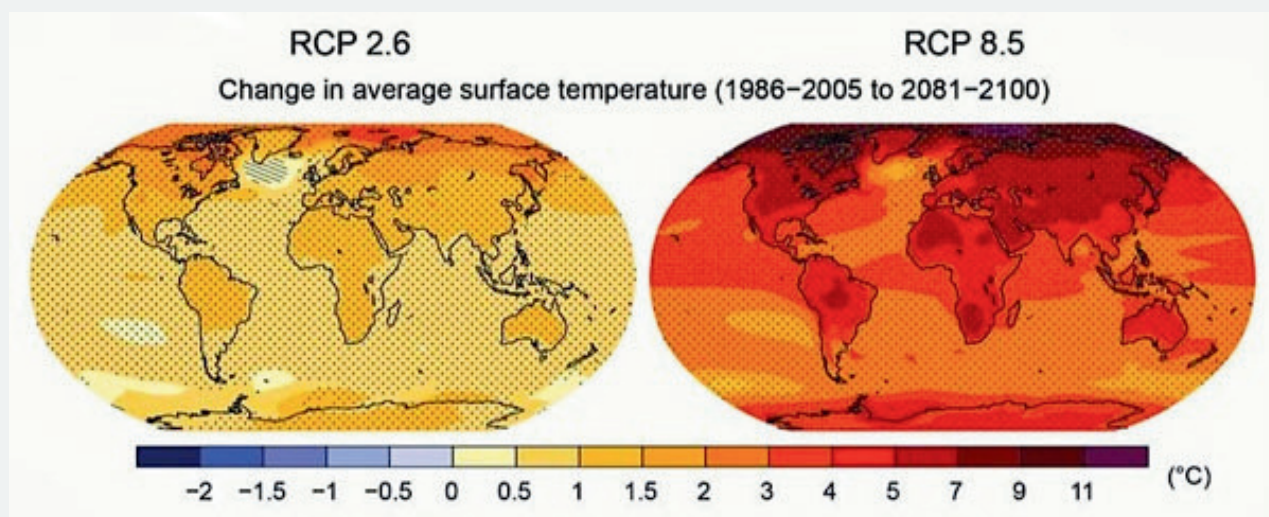 RCP 2.6 RCP 8.5
Change in average surface temperature (1986−2005 to 2081−2100)
−2 −1.5 −1 −0.5 0 0.5 1 1.5 2 3 4 5 7 9 11 (°C)